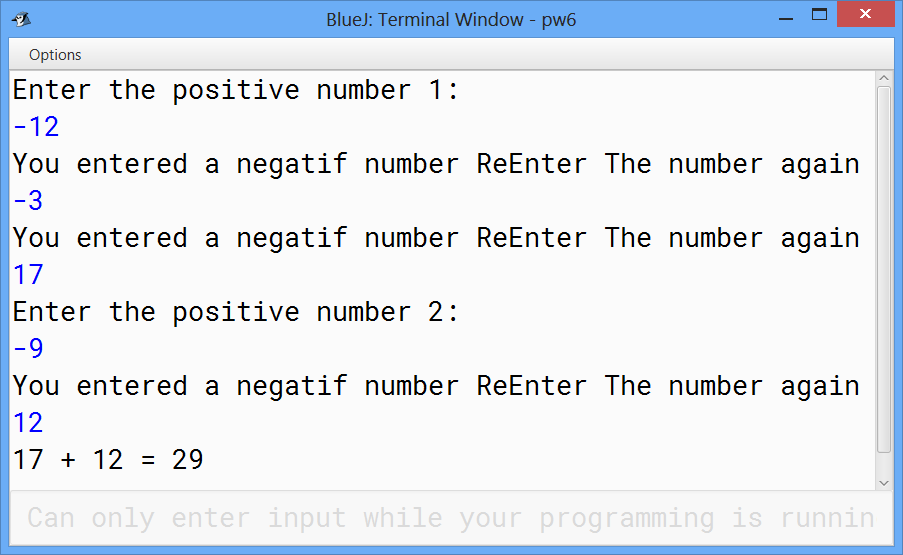 BlueJ: Terminal Window - pw6
Options
Enter the positive number 1:
-12
You entered a negatif number ReEnter The number again
-3
You entered a negatif number ReEnter The number again
17
Enter the positive number 2:
-9
You entered a negatif number ReEnter The number again
12
17 + 12 = 29
Can only enter input while your programming is runnin